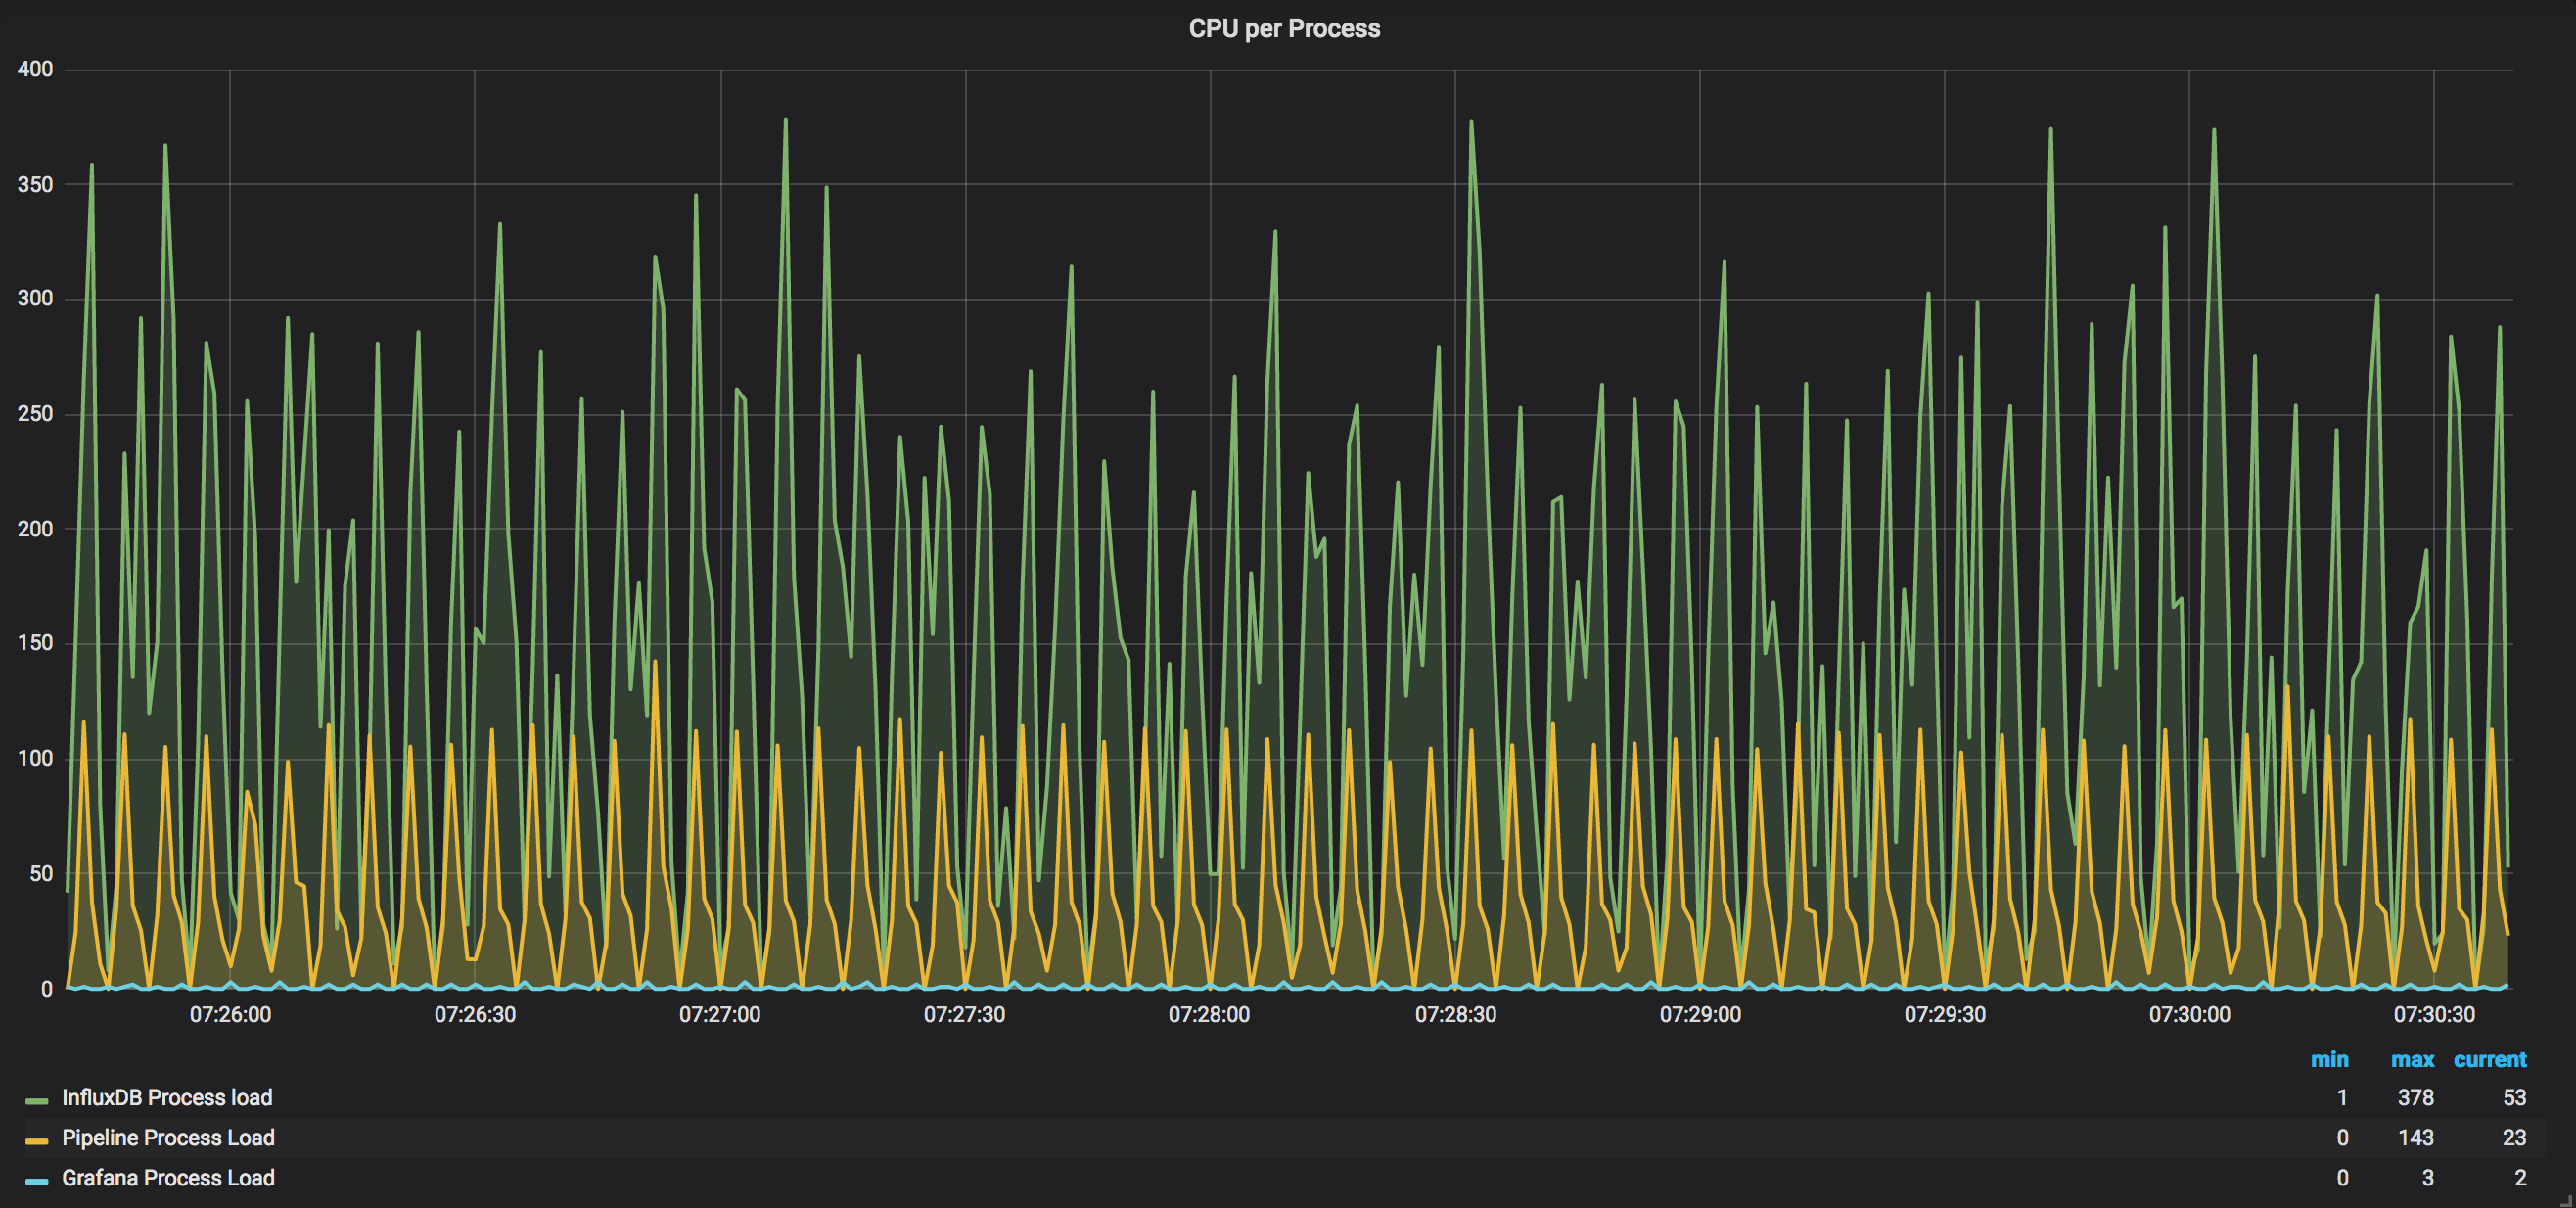 CPU per Process
400
350
300
250
200
150
100
50
0
07:26:00 07:26:30 07:27:00 07:27:30 07:28:00 07:28:30 07:29:00 07:29:30 07:30:00 07:30:30
min max current
InfluxDB Process load 1 378 53
Pipeline Process Load 0 143 23
Grafana Process Load 0 3 2